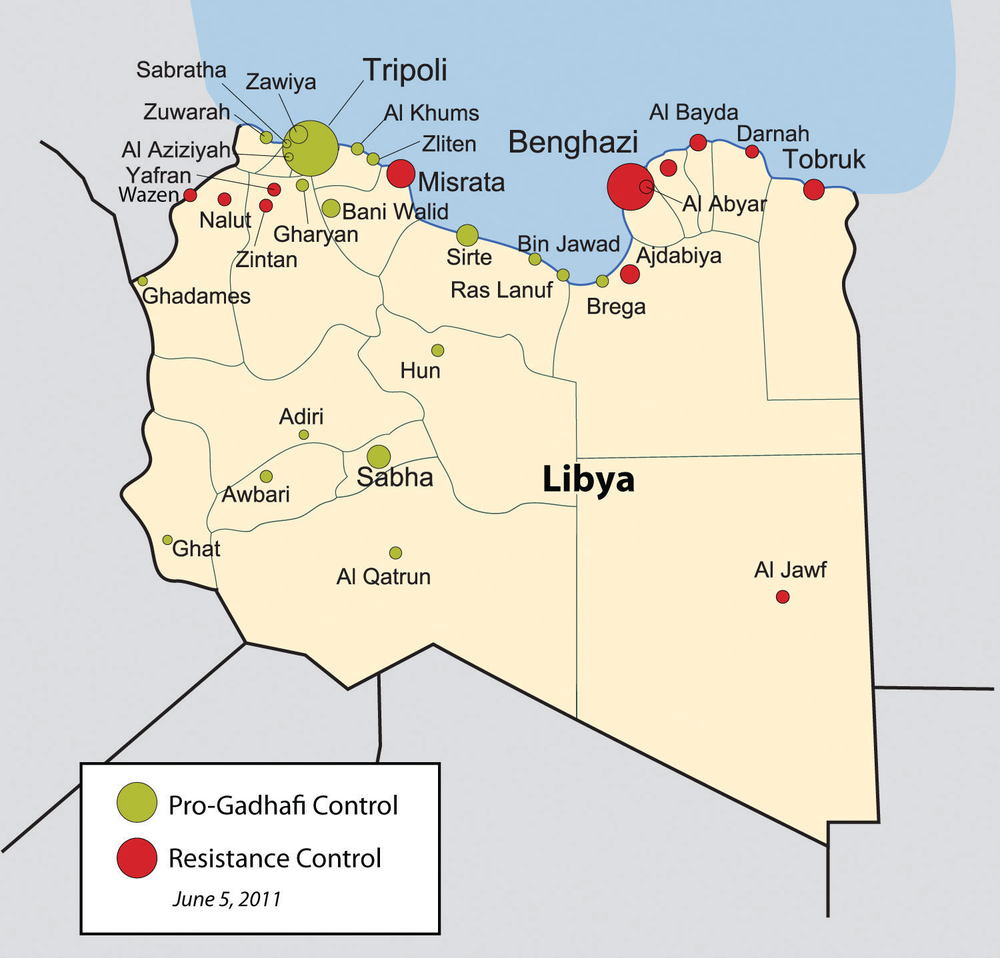 Sabratha
Zawiya
Tripoli
Zuwarah
Al Khums
Al Bayda
Al Aziziyah
Zliten
Benghazi
Darnah
Yafran
Misrata
Tobruk
Wazen
Nalut
Bani Walid
Al Abyar
Gharyan
Zintan
Sirte
Bin Jawad
Ajdabiya
Ghadames
Ras Lanuf
Brega
Hun
Adiri
Sabha
Libya
Awbari
Ghat
Al Qatrun
Al Jawf
Pro-Gadhafi Control
Resistance Control
June 5, 2011